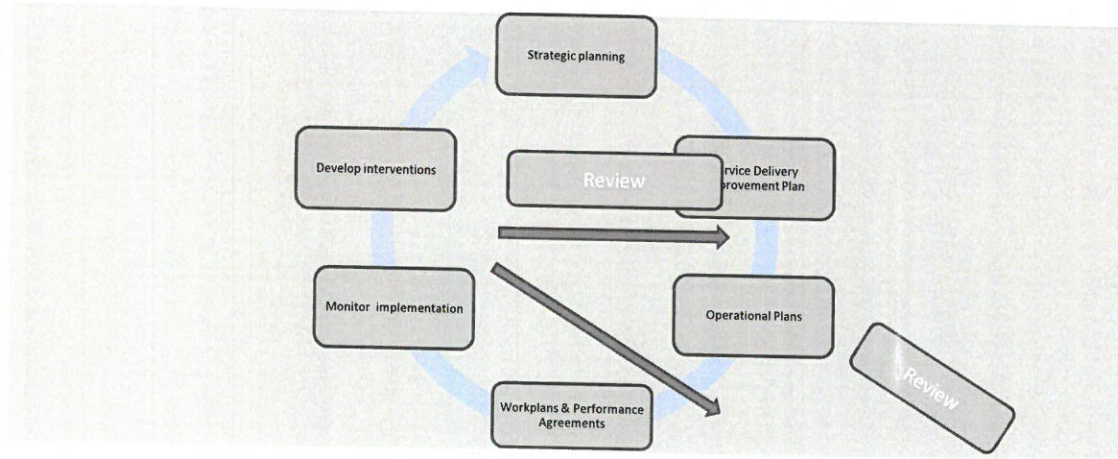 Strategic planning
Develop interventions
Review
rvice Delivery
provement Plan
Monitor implementation
Operational Plans
Review
Workplans & Performance
Agreements